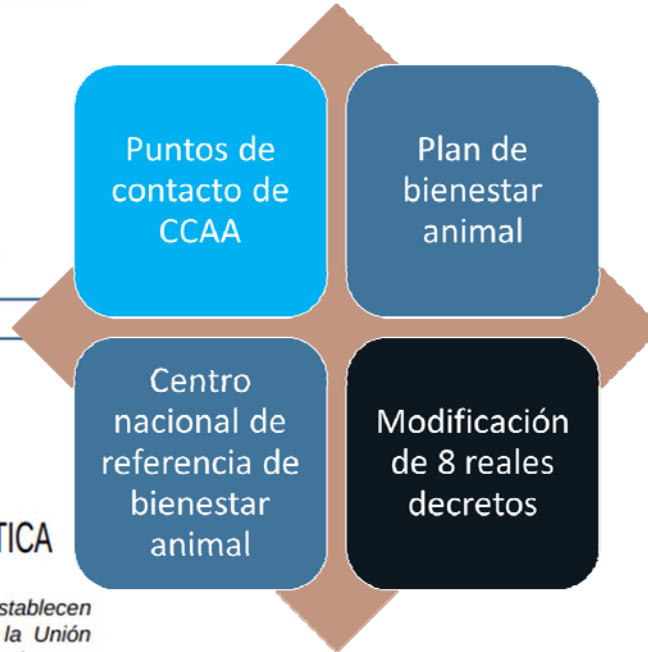 Puntos de
contacto de
CCAA
Plan de
bienestar
animal
Centro
nacional de
referencia de
bienestar
animal
Modificación
de 8 reales
decretos
TICA
stablecen
la Unión